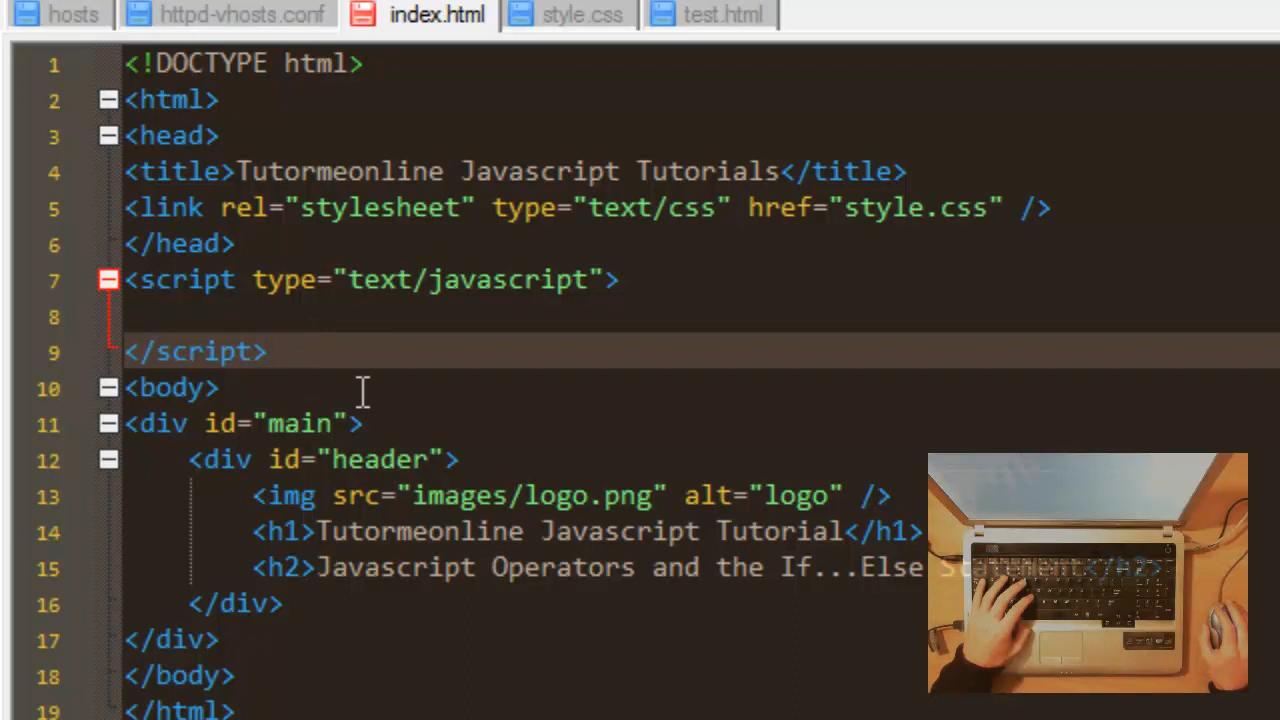 hosts httpd-vhosts.conf index.html style.css test.html
1 <!DOCTYPE html>
2 <html>
3 <head>
4 <title>Tutormeonline Javascript Tutorials</title>
5 <link rel="stylesheet" type="text/css" href="style.css" />
6 </head>
7 <script type="text/javascript">
8
9 </script>
10 <body>
11 <div id="main">
12 <div id="header">
13 <img src="images/logo.png" alt="logo" />
14 <h1>Tutormeonline Javascript Tutorial</h1>
15 <h2>Javascript Operators and the If...Else Statement</h2>
16 </div>
17 </div>
18 </body>
19 </html>